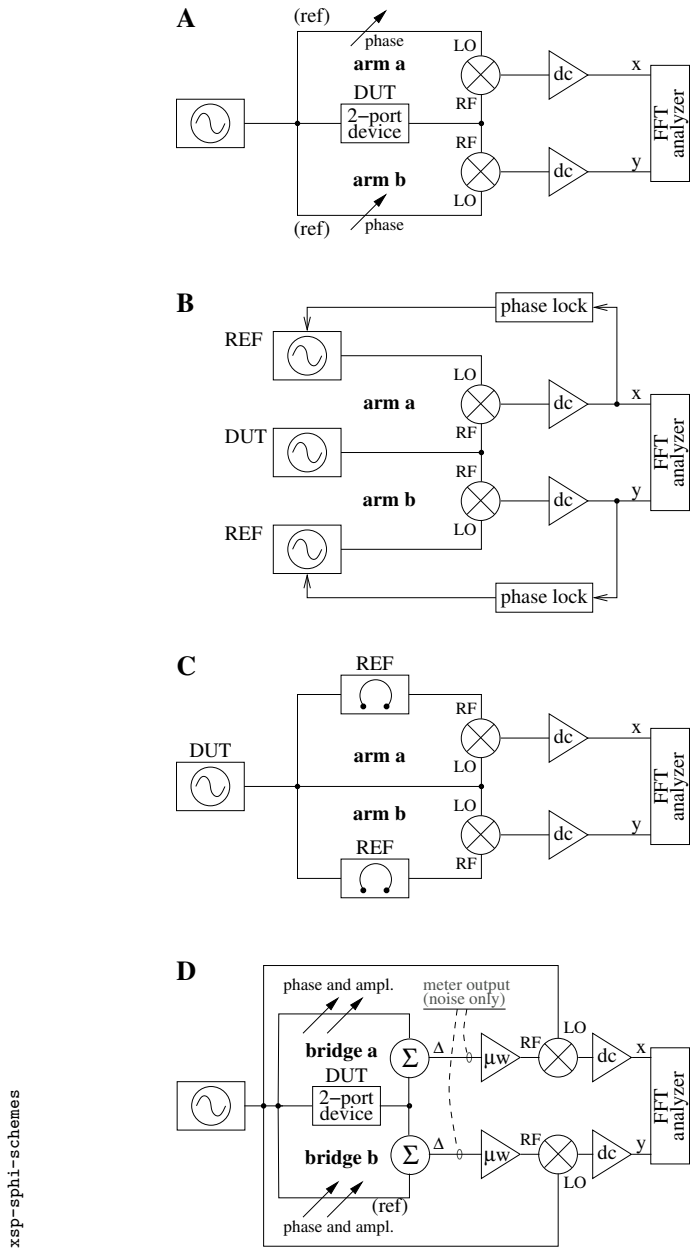 A
(ref)
phase
LO
arm a
DUT
2−port
device
RF
dc
x
RF
arm b
LO
dc
y
(ref)
phase
FFT
analyzer
B
phase lock
REF
LO
arm a
dc
x
DUT
RF
RF
arm b
LO
dc
y
REF
phase lock
FFT
analyzer
C
REF
RF
arm a
LO
dc
x
DUT
arm b
LO
REF
RF
dc
y
FFT
analyzer
D
phase and ampl.
meter output
(noise only)
bridge a
Σ
Δ
μw
RF
LO
dc
x
DUT
2−port
device
bridge b
Σ
Δ
μw
RF
LO
dc
y
(ref)
phase and ampl.
FFT
analyzer
xsp-sphi-schemes